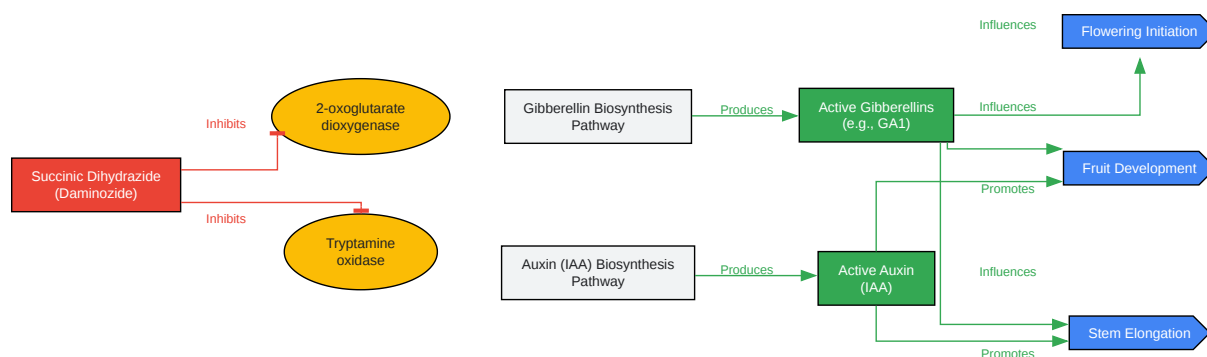 Influences
Flowering Initiation
2-oxoglutarate
dioxygenase
Inhibits
Gibberellin Biosynthesis
Pathway
Produces
Active Gibberellins
(e.g., GA1)
Influences
Succinic Dihydrazide
(Daminozide)
Fruit Development
Promotes
Inhibits
Tryptamine
oxidase
Auxin (IAA) Biosynthesis
Pathway
Produces
Active Auxin
(IAA)
Influences
Stem Elongation
Promotes